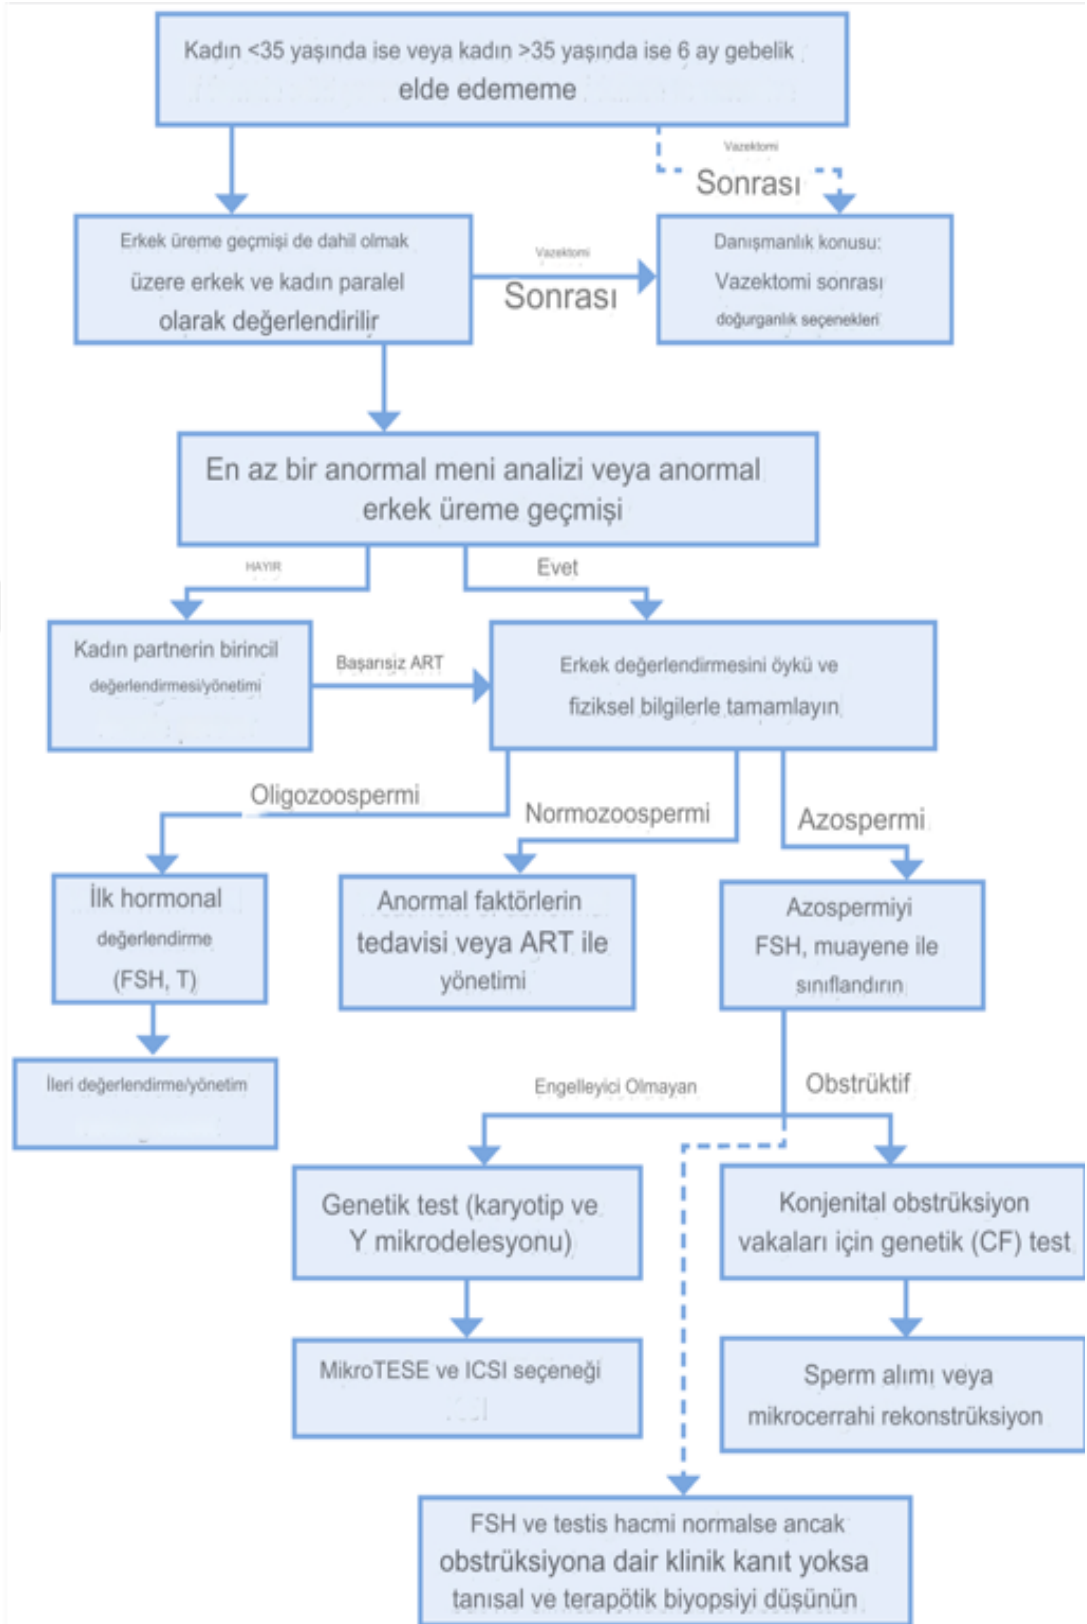 Kadın <35 yaşında ise veya kadın >35 yaşında ise 6 ay gebelik
elde edememe
Vazektomi
Sonrası
Erkek üreme geçmişi de dahil olmak
üzere erkek ve kadın paralel
olarak değerlendirilir
Vazektomi
Sonrası
Danışmanlık konusu:
Vazektomi sonrası
doğurganlık seçenekleri
En az bir anormal meni analizi veya anormal
erkek üreme geçmişi
HAYIR
Evet
Kadın partnerin birincil
değerlendirmesi/yönetimi
Başarısız ART
Erkek değerlendirmesini öykü ve
fiziksel bilgilerle tamamlayın
Oligozoospermi
Normozoospermi
Azospermi
İlk hormonal
değerlendirme
(FSH, T)
Anormal faktörlerin
tedavisi veya ART ile
yönetimi
Azospermiyi
FSH, muayene ile
sınıflandırın
İleri değerlendirme/yönetim
Engelleyici Olmayan
Obstrüktif
Genetik test (karyotip ve
Y mikrodelesyonu)
Konjenital obstrüksiyon
vakaları için genetik (CF) test
MikroTESE ve ICSI seçeneği
Sperm alımı veya
mikrocerrahi rekonstrüksiyon
FSH ve testis hacmi normalse ancak
obstrüksiyona dair klinik kanıt yoksa
tanısal ve terapötik biyopsiyi düşünün